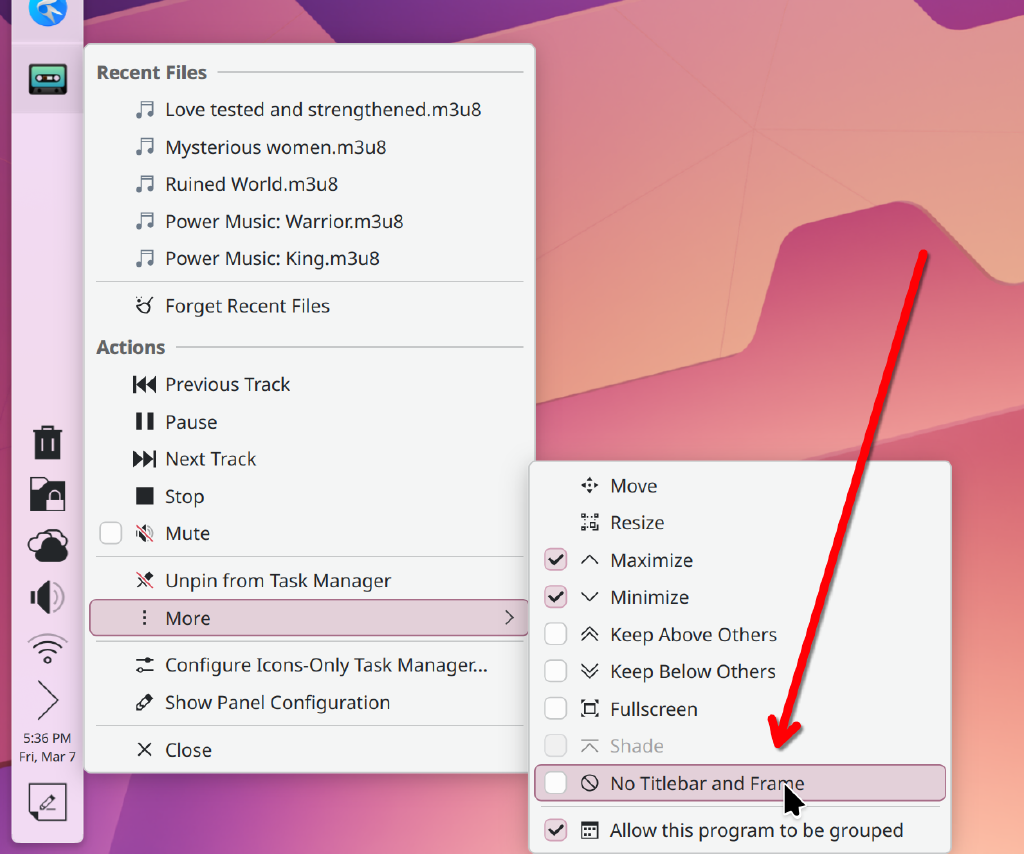 Recent Files
Love tested and strengthened.m3u8
Mysterious women.m3u8
Ruined World.m3u8
Power Music: Warrior.m3u8
Power Music: King.m3u8
Forget Recent Files
Actions
Previous Track
Pause
Next Track
Stop
Mute
Unpin from Task Manager
More
Configure Icons-Only Task Manager...
Show Panel Configuration
Close
Move
Resize
Maximize
Minimize
Keep Above Others
Keep Below Others
Fullscreen
Shade
No Titlebar and Frame
Allow this program to be grouped
5:36 PM
Fri, Mar 7